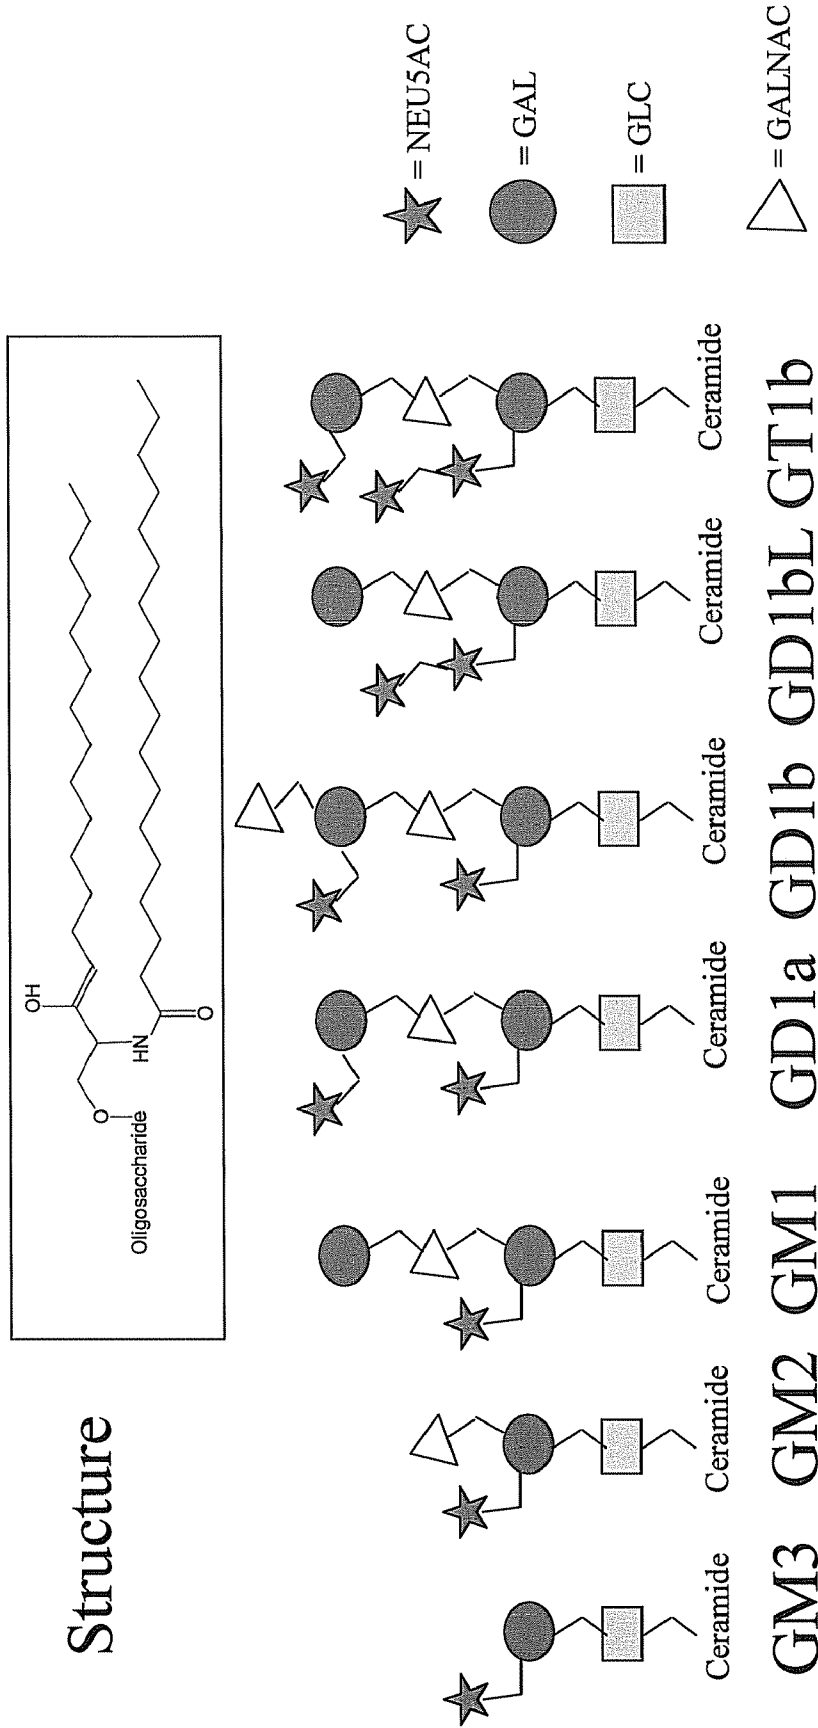 Structure
Oligosaccharide
O
HN
O
OH
Ceramide
Ceramide
Ceramide
Ceramide
Ceramide
Ceramide
Ceramide
GM3 GM2 GM1 GD1a GD1b GD1bL GT1b
= NEU5AC
= GAL
= GLC
= GALNAC